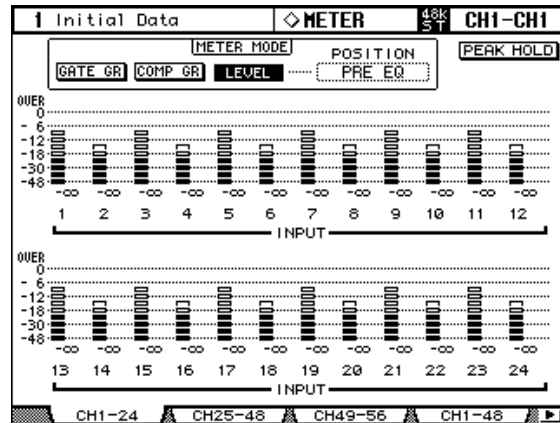 1 Initial Data ◇METER 48k ST CH1-CH1
METER MODE
POSITION
PEAK HOLD
GATE GR COMP GR LEVEL PRE EQ
OVER
0
- 6
-12
-18
-30
-48
-∞ -∞ -∞ -∞ -∞ -∞ -∞ -∞ -∞ -∞ -∞ -∞
1 2 3 4 5 6 7 8 9 10 11 12
INPUT
OVER
0
- 6
-12
-18
-30
-48
-∞ -∞ -∞ -∞ -∞ -∞ -∞ -∞ -∞ -∞ -∞ -∞
13 14 15 16 17 18 19 20 21 22 23 24
INPUT
CH1-24 CH25-48 CH49-56 CH1-48